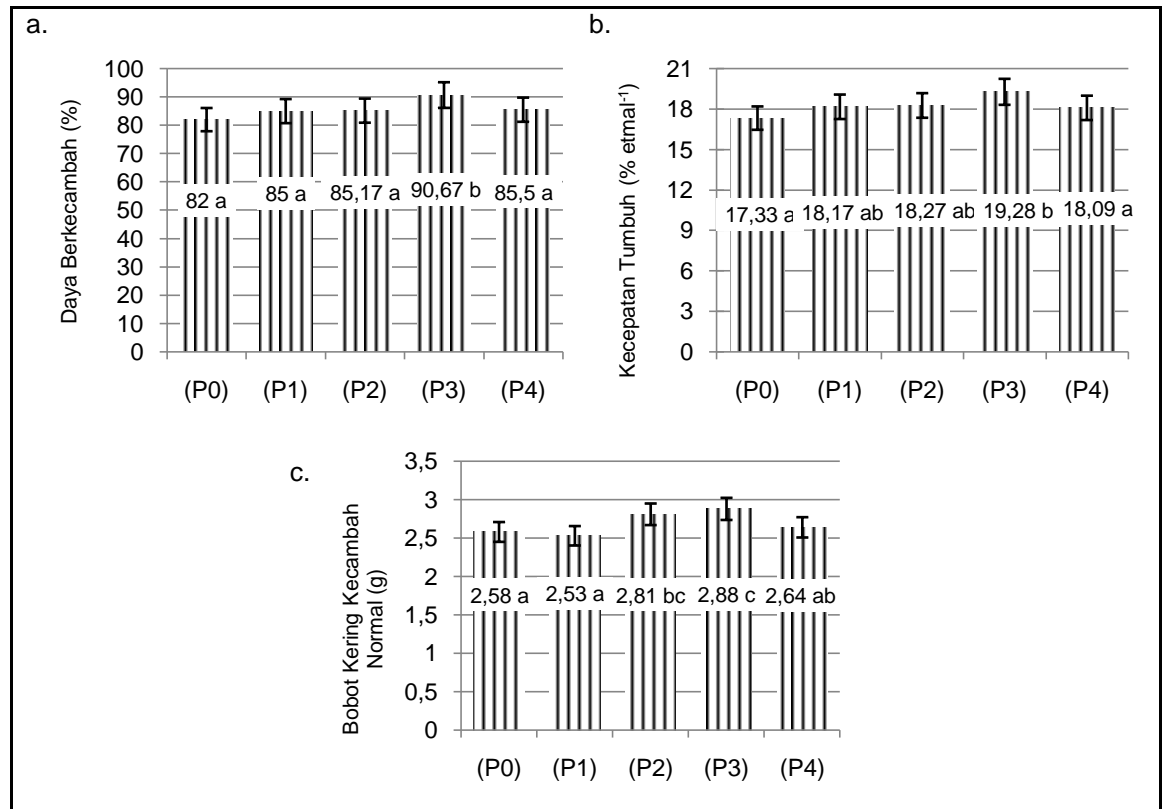 a.
Daya Berkecambah (%)
100
90
80
70
60
50
40
30
20
10
0
82 a
85 a
85,17 a
90,67 b
85,5 a
(P0) (P1) (P2) (P3) (P4)
b.
Kecepatan Tumbuh (% etmal-1)
21
18
15
12
9
6
3
0
17,33 a
18,17 ab
18,27 ab
19,28 b
18,09 a
(P0) (P1) (P2) (P3) (P4)
c.
Bobot Kering Kecambah
Normal (g)
3,5
3
2,5
2
1,5
1
0,5
0
2,58 a
2,53 a
2,81 bc
2,88 c
2,64 ab
(P0) (P1) (P2) (P3) (P4)